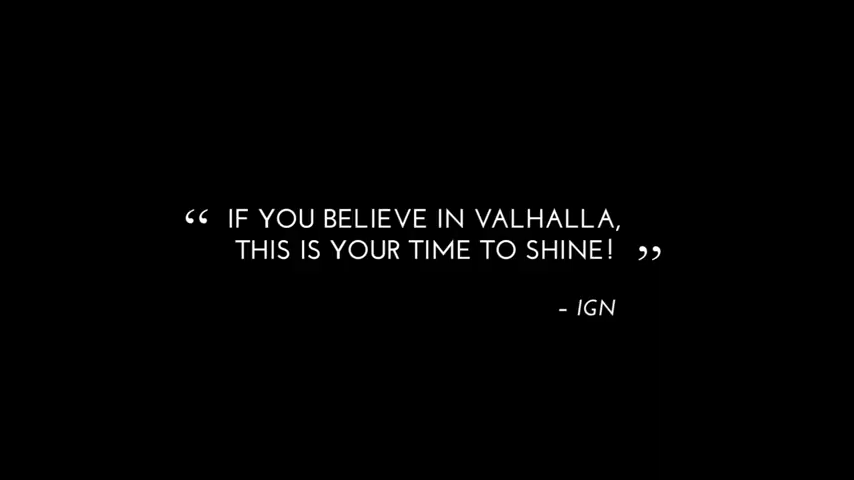 “ IF YOU BELIEVE IN VALHALLA,
THIS IS YOUR TIME TO SHINE! ”
– IGN